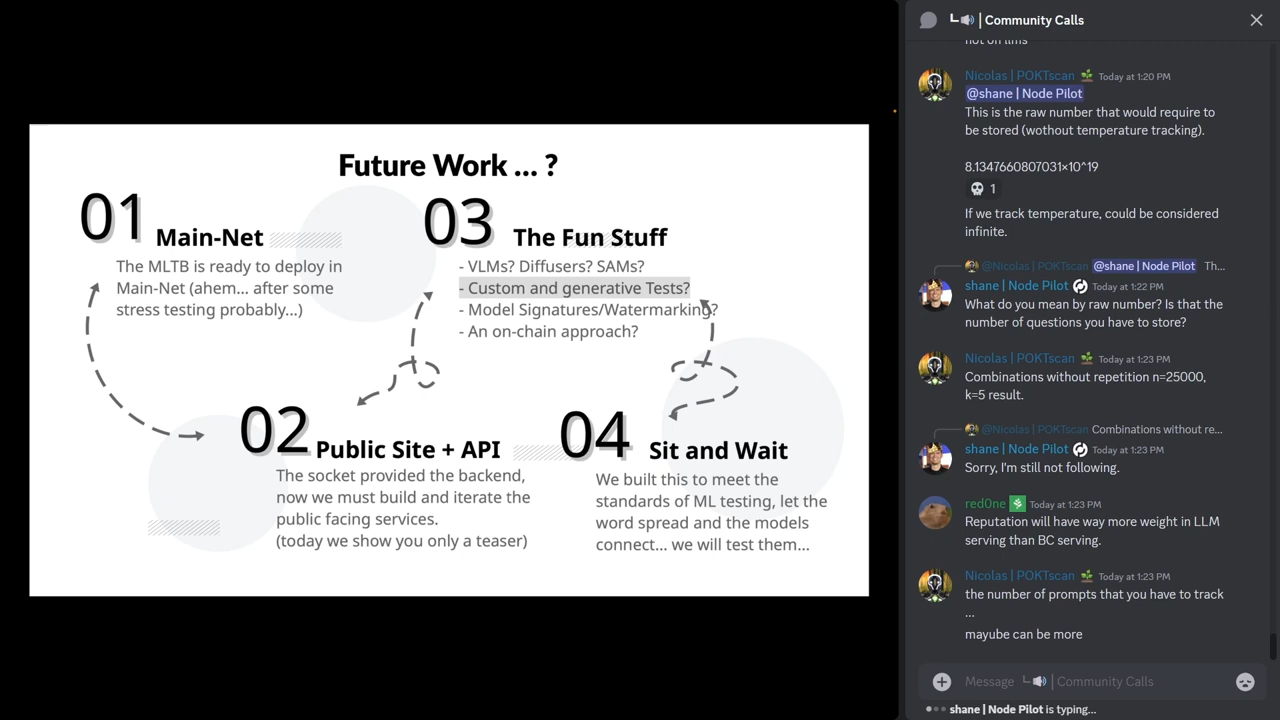 Future Work ... ?
01
Main-Net
The MLTB is ready to deploy in
Main-Net (ahem... after some
stress testing probably...)
03
The Fun Stuff
- VLMs? Diffusers? SAMs?
- Custom and generative Tests?
- Model Signatures/Watermarking?
- An on-chain approach?
02
Public Site + API
The socket provided the backend,
now we must build and iterate the
public facing services.
(today we show you only a teaser)
04
Sit and Wait
We built this to meet the
standards of ML testing, let the
word spread and the models
connect... we will test them...
| Community Calls
not on llms
Nicolas | POKTscan Today at 1:20 PM
@shane | Node Pilot
This is the raw number that would require to
be stored (wothout temperature tracking).
8.1347660807031×10^19
1
If we track temperature, could be considered
infinite.
@Nicolas | POKTscan @shane | Node Pilot Th...
shane | Node Pilot Today at 1:22 PM
What do you mean by raw number? Is that the
number of questions you have to store?
Nicolas | POKTscan Today at 1:23 PM
Combinations without repetition n=25000,
k=5 result.
@Nicolas | POKTscan Combinations without re...
shane | Node Pilot Today at 1:23 PM
Sorry, I'm still not following.
red0ne Today at 1:23 PM
Reputation will have way more weight in LLM
serving than BC serving.
Nicolas | POKTscan Today at 1:23 PM
the number of prompts that you have to track
...
mayube can be more
Message | Community Calls
shane | Node Pilot is typing...